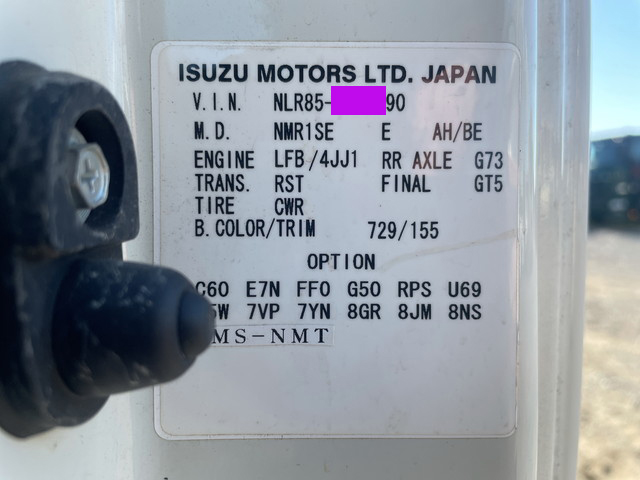 ISUZU MOTORS LTD. JAPAN
V.I.N. NLR85- 90
M.D. NMR1SE E AH/BE
ENGINE LFB/4JJ1 RR AXLE G73
TRANS. RST FINAL GT5
TIRE CWR
B.COLOR/TRIM 729/155
OPTION
C60 E7N FF0 G50 RPS U69
7VP 7YN 8GR 8JM 8NS
MS-NMT